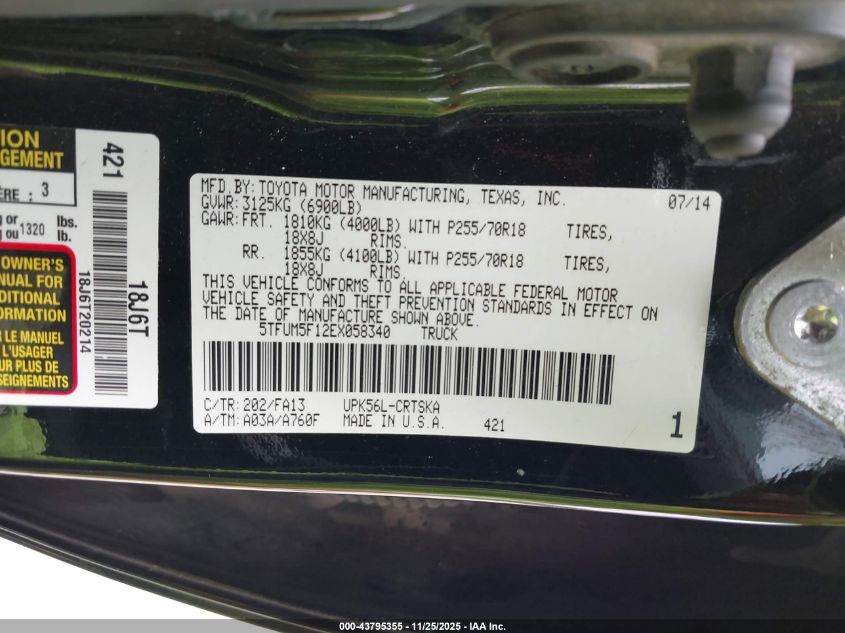 TION
GEMENT
ÈRE : 3
g or
g ou 1320 lbs.
lb.
OWNER'S
NUAL FOR
DITIONAL
ORMATION
R LE MANUEL
L'USAGER
UR PLUS DE
SEIGNEMENTS
421
18J6T20214
18J6T
MFD.BY: TOYOTA MOTOR MANUFACTURING, TEXAS, INC. 07/14
GVWR: 3125KG (6900LB)
GAWR: FRT. 1810KG (4000LB) WITH P255/70R18 TIRES,
18X8J RIMS.
RR. 1855KG (4100LB) WITH P255/70R18 TIRES,
18X8J RIMS.
THIS VEHICLE CONFORMS TO ALL APPLICABLE FEDERAL MOTOR
VEHICLE SAFETY AND THEFT PREVENTION STANDARDS IN EFFECT ON
THE DATE OF MANUFACTURE SHOWN ABOVE.
5TFUM5F12EX058340 TRUCK
C/TR: 202/FA13 UPK56L-CRTSKA
A/TM: A03A/A760F MADE IN U.S.A. 421
1
000-43795355 - 11/25/2025 - IAA Inc.